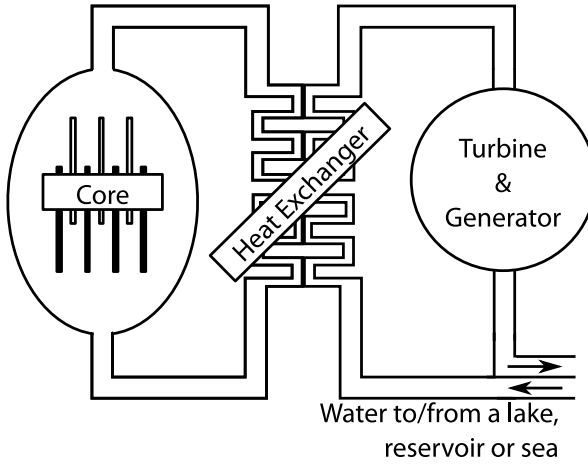 Core
Heat Exchanger
Turbine
&
Generator
Water to/from a lake,
reservoir or sea